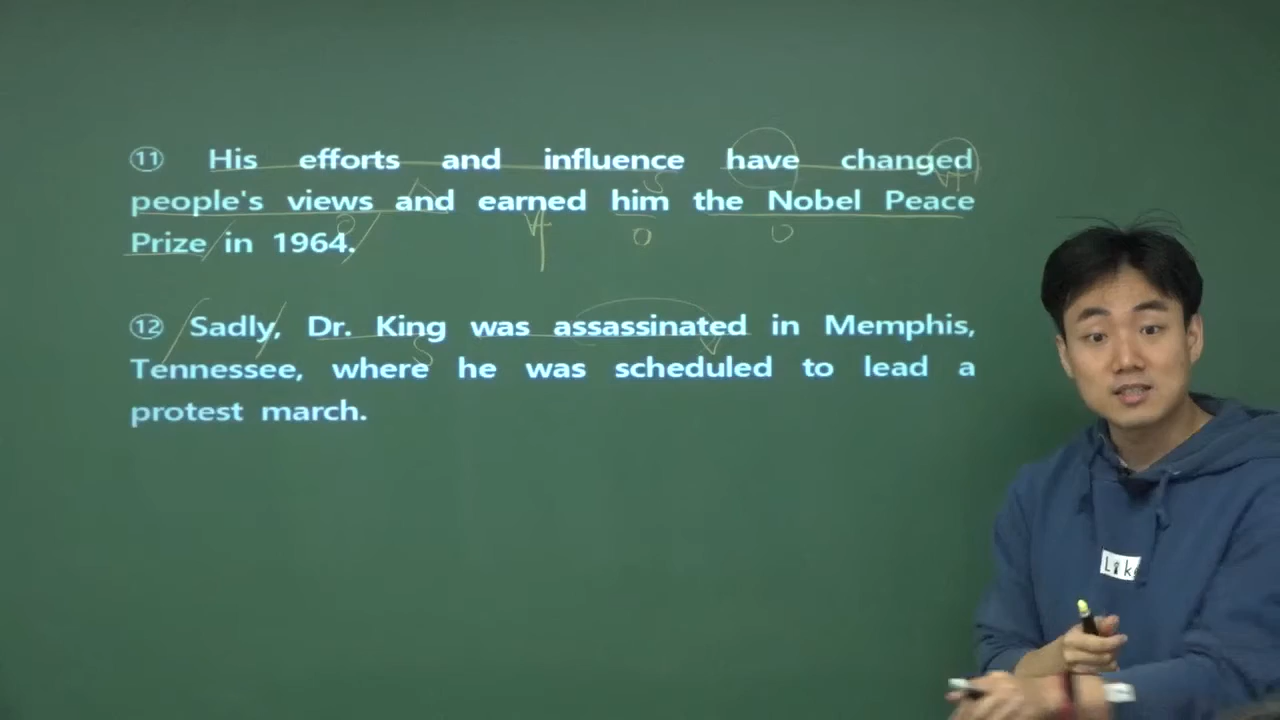 ⑪ His efforts and influence have changed
people's views and earned him the Nobel Peace
Prize in 1964.
⑫ Sadly, Dr. King was assassinated in Memphis,
Tennessee, where he was scheduled to lead a
protest march.
S
O
O
O
S
Like